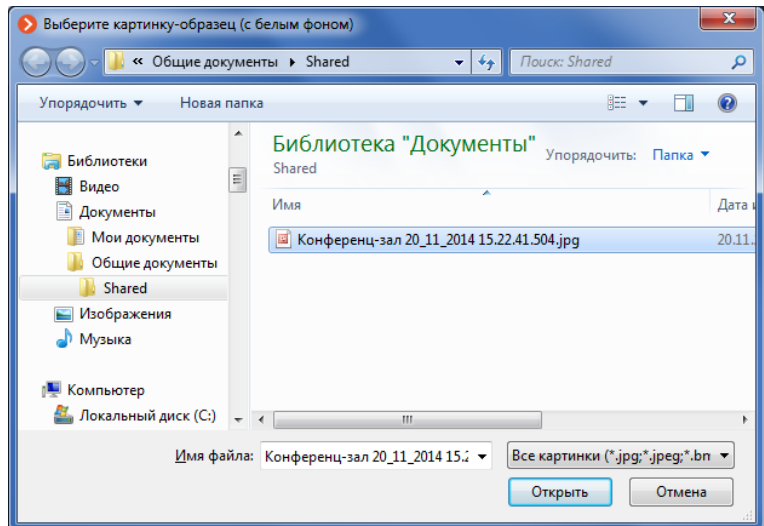 Выберите картинку-образец (с белым фоном)
« Общие документы Shared
Поиск: Shared
Упорядочить Новая папка
Библиотека "Документы"
Shared
Упорядочить: Папка
Имя Дата и
Конференц-зал 20_11_2014 15.22.41.504.jpg 20.11.
Библиотеки
Видео
Документы
Мои документы
Общие документы
Shared
Изображения
Музыка
Компьютер
Локальный диск (C:)
Имя файла: Конференц-зал 20_11_2014 15.2
Все картинки (*.jpg;*.jpeg;*.bn
Открыть Отмена